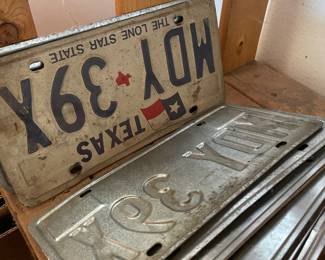 TEXAS
MDY 39X
THE LONE STAR STATE